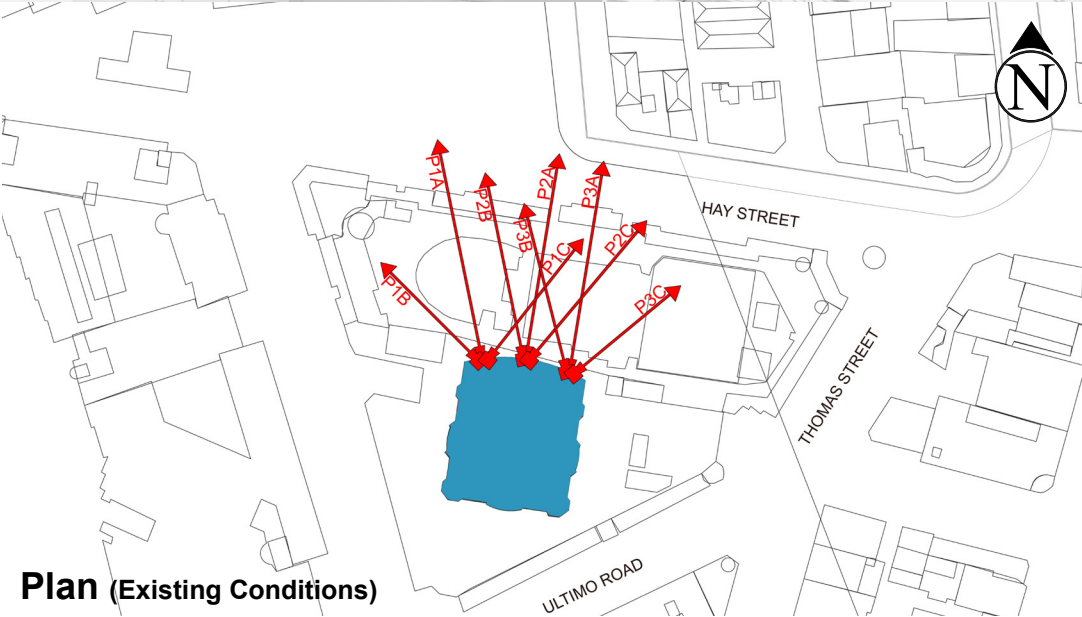 N
P1A
P2B
P2A
P3A
P3B
P1C
P2C
P1B
P3C
HAY STREET
THOMAS STREET
ULTIMO ROAD
Plan (Existing Conditions)